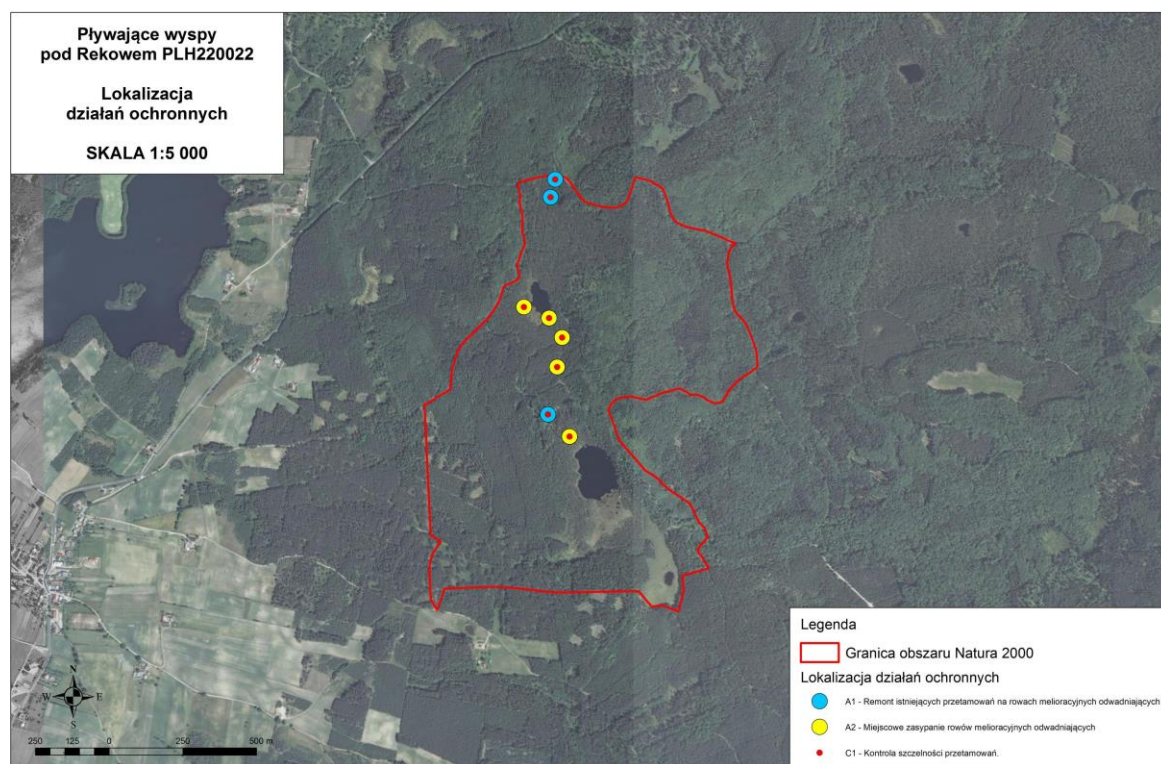 Pływające wyspy
pod Rekowem PLH220022
Lokalizacja
działań ochronnych
SKALA 1:5 000
Legenda
Granica obszaru Natura 2000
Lokalizacja działań ochronnych
A1 - Remont istniejących przetamowań na rowach melioracyjnych odwadniających
A2 - Miejscowe zasypanie rowów melioracyjnych odwadniających
C1 - Kontrola szczelności przetamowań.
N
W E
S
250 125 0 250 500 m